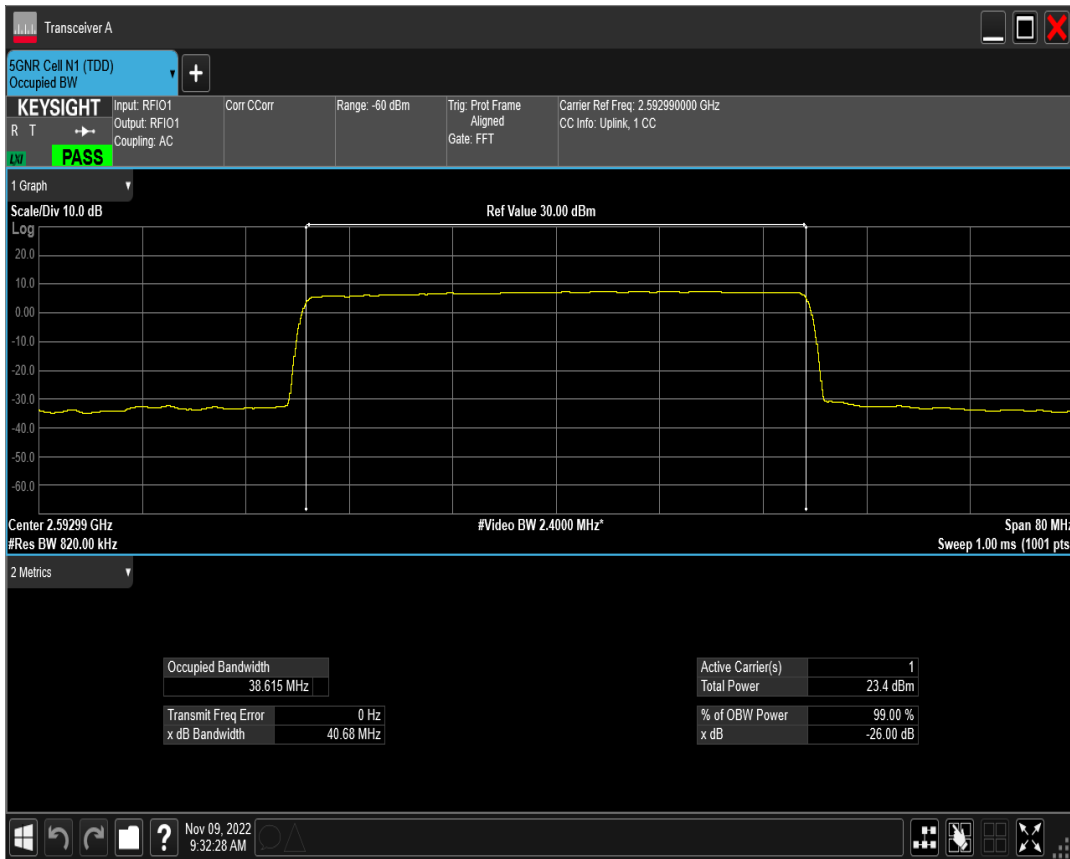 Transceiver A
5GNR Cell N1 (TDD)
Occupied BW
+
KEYSIGHT
R T
LXI
PASS
Input: RFIO1
Output: RFIO1
Coupling: AC
Corr CCorr
Range: -60 dBm
Trig: Prot Frame
Aligned
Gate: FFT
Carrier Ref Freq: 2.592990000 GHz
CC Info: Uplink, 1 CC
1 Graph
Scale/Div 10.0 dB
Ref Value 30.00 dBm
Log
20.0
10.0
0.00
-10.0
-20.0
-30.0
-40.0
-50.0
-60.0
Center 2.59299 GHz
#Video BW 2.4000 MHz*
Span 80 MHz
#Res BW 820.00 kHz
Sweep 1.00 ms (1001 pts
2 Metrics
Occupied Bandwidth
38.615 MHz
Transmit Freq Error 0 Hz
x dB Bandwidth 40.68 MHz
Active Carrier(s) 1
Total Power 23.4 dBm
% of OBW Power 99.00 %
x dB -26.00 dB
?
Nov 09, 2022
9:32:28 AM